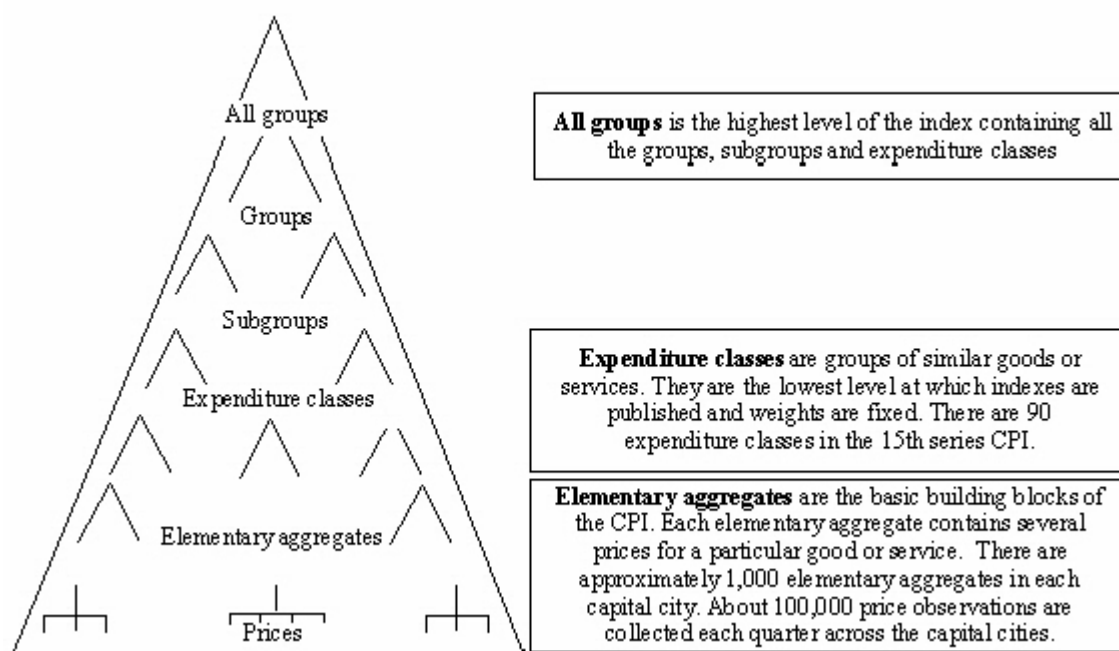 All groups
Groups
Subgroups
Expenditure classes
Elementary aggregates
Prices
All groups is the highest level of the index containing all
the groups, subgroups and expenditure classes
Expenditure classes are groups of similar goods or
services. They are the lowest level at which indexes are
published and weights are fixed. There are 90
expenditure classes in the 15th series CPI.
Elementary aggregates are the basic building blocks of
the CPI. Each elementary aggregate contains several
prices for a particular good or service. There are
approximately 1,000 elementary aggregates in each
capital city. About 100,000 price observations are
collected each quarter across the capital cities.